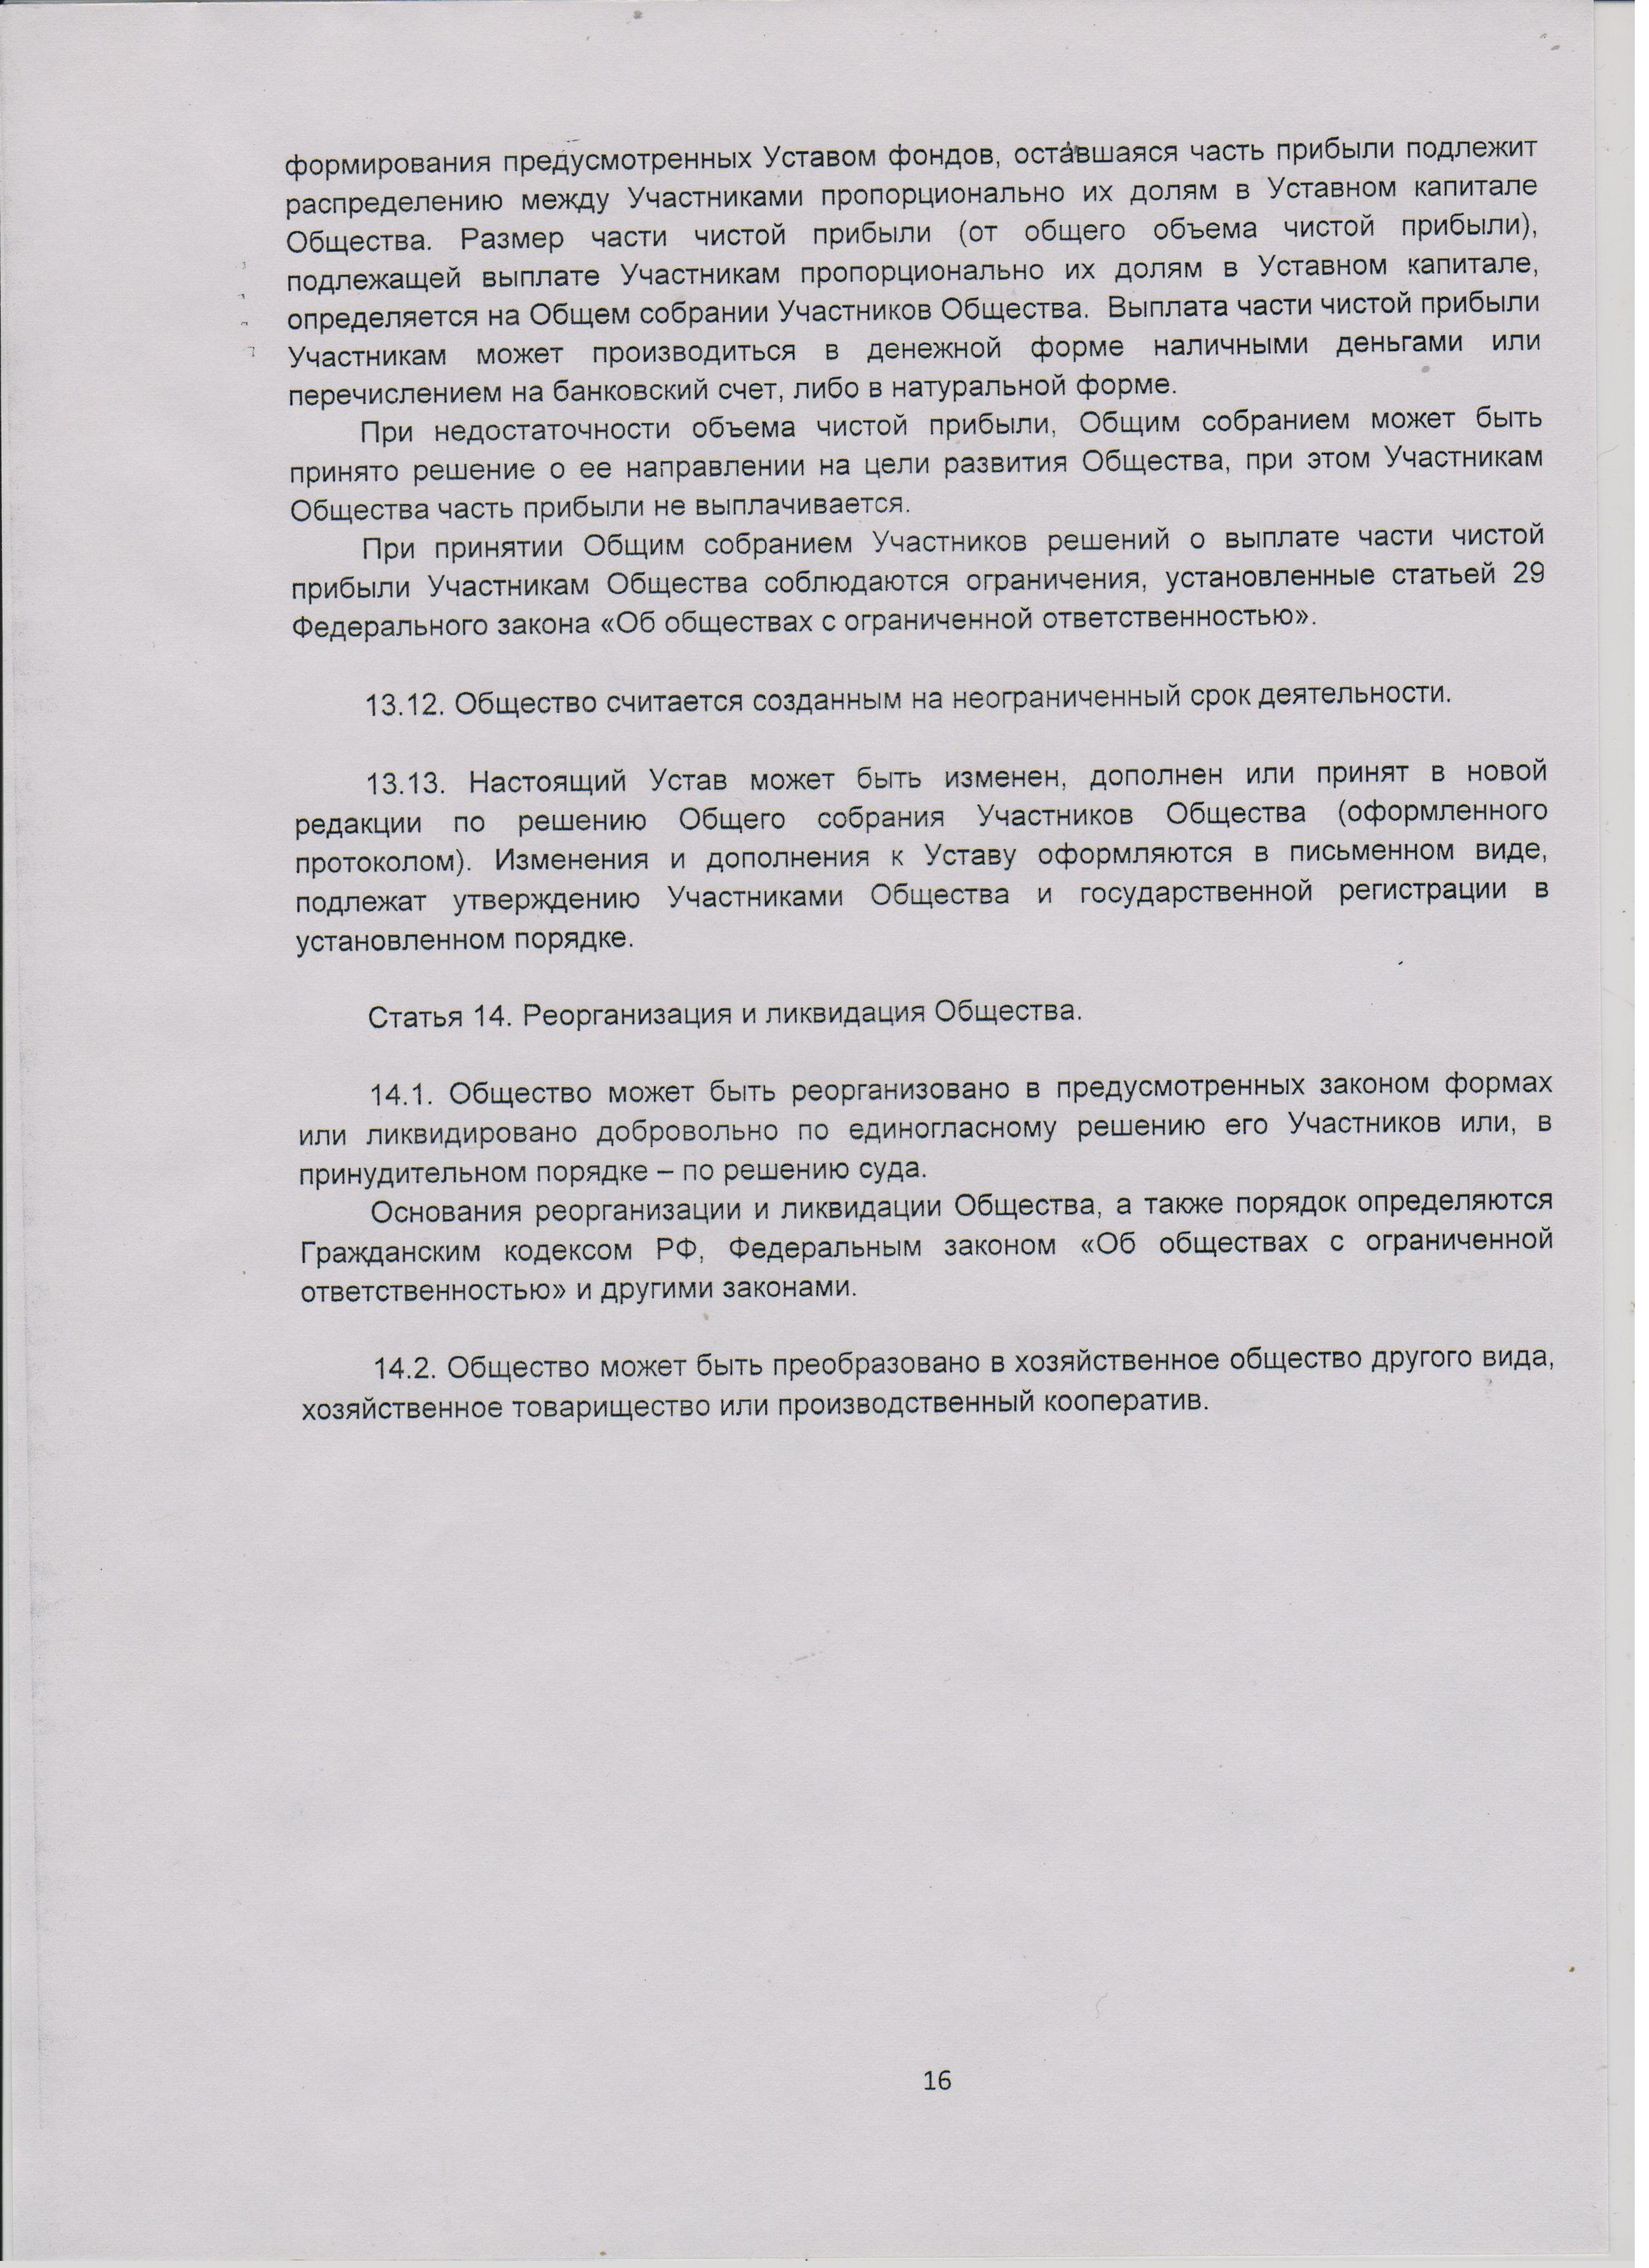 формирования предусмотренных Уставом фондов, оставшаяся часть прибыли подлежит
распределению между Участниками пропорционально их долям в Уставном капитале
Общества. Размер части чистой прибыли (от общего объема чистой прибыли),
подлежащей выплате Участникам пропорционально их долям в Уставном капитале,
определяется на Общем собрании Участников Общества. Выплата части чистой прибыли
Участникам может производиться в денежной форме наличными деньгами или
перечислением на банковский счет, либо в натуральной форме.
При недостаточности объема чистой прибыли, Общим собранием может быть
принято решение о ее направлении на цели развития Общества, при этом Участникам
Общества часть прибыли не выплачивается.
При принятии Общим собранием Участников решений о выплате части чистой
прибыли Участникам Общества соблюдаются ограничения, установленные статьей 29
Федерального закона «Об обществах с ограниченной ответственностью».
13.12. Общество считается созданным на неограниченный срок деятельности.
13.13. Настоящий Устав может быть изменен, дополнен или принят в новой
редакции по решению Общего собрания Участников Общества (оформленного
протоколом). Изменения и дополнения к Уставу оформляются в письменном виде,
подлежат утверждению Участниками Общества и государственной регистрации в
установленном порядке.
Статья 14. Реорганизация и ликвидация Общества.
14.1. Общество может быть реорганизовано в предусмотренных законом формах
или ликвидировано добровольно по единогласному решению его Участников или, в
принудительном порядке – по решению суда.
Основания реорганизации и ликвидации Общества, а также порядок определяются
Гражданским кодексом РФ, Федеральным законом «Об обществах с ограниченной
ответственностью» и другими законами.
14.2. Общество может быть преобразовано в хозяйственное общество другого вида,
хозяйственное товарищество или производственный кооператив.
16